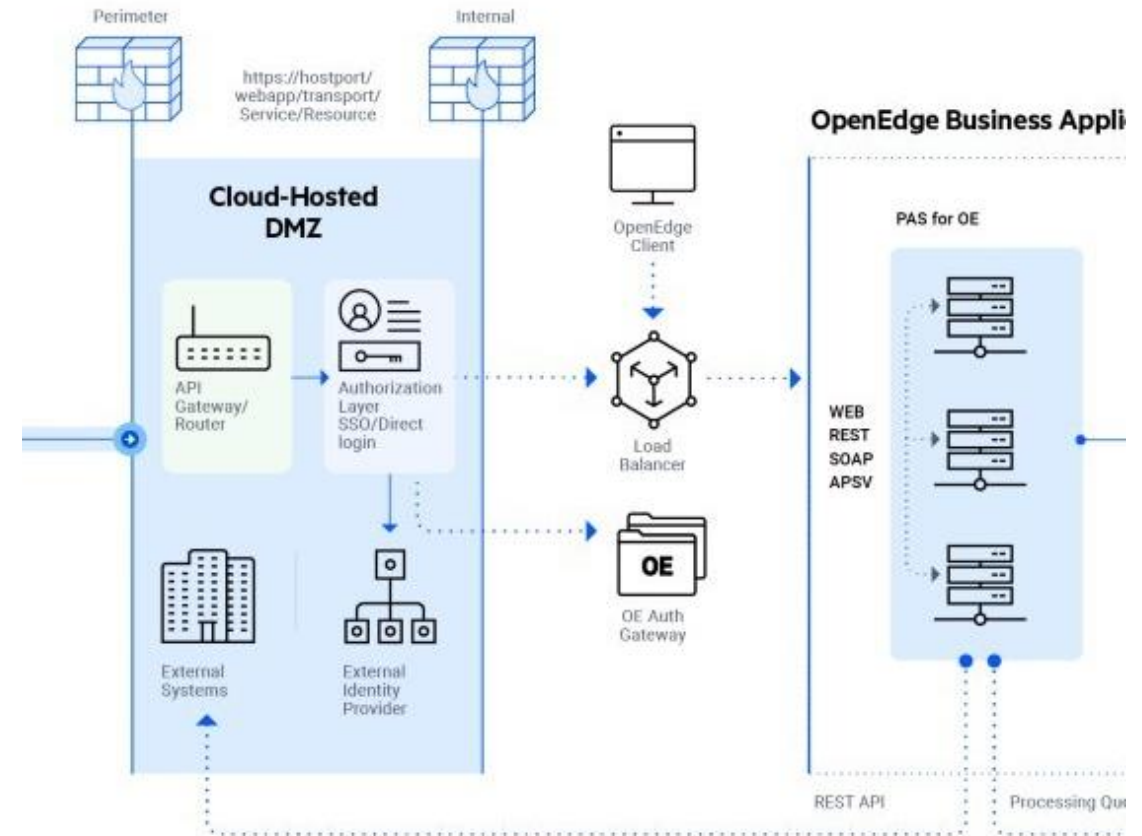 Perimeter
Internal
https://hostport/
webapp/transport/
Service/Resource
OpenEdge Business
Cloud-Hosted
DMZ
OpenEdge
Client
PAS for OE
API
Gateway/
Router
Authorization
Layer
SSO/Direct
login
Load
Balancer
WEB
REST
SOAP
APSV
OE
OE Auth
Gateway
External
Systems
External
Identity
Provider
REST API
Processing